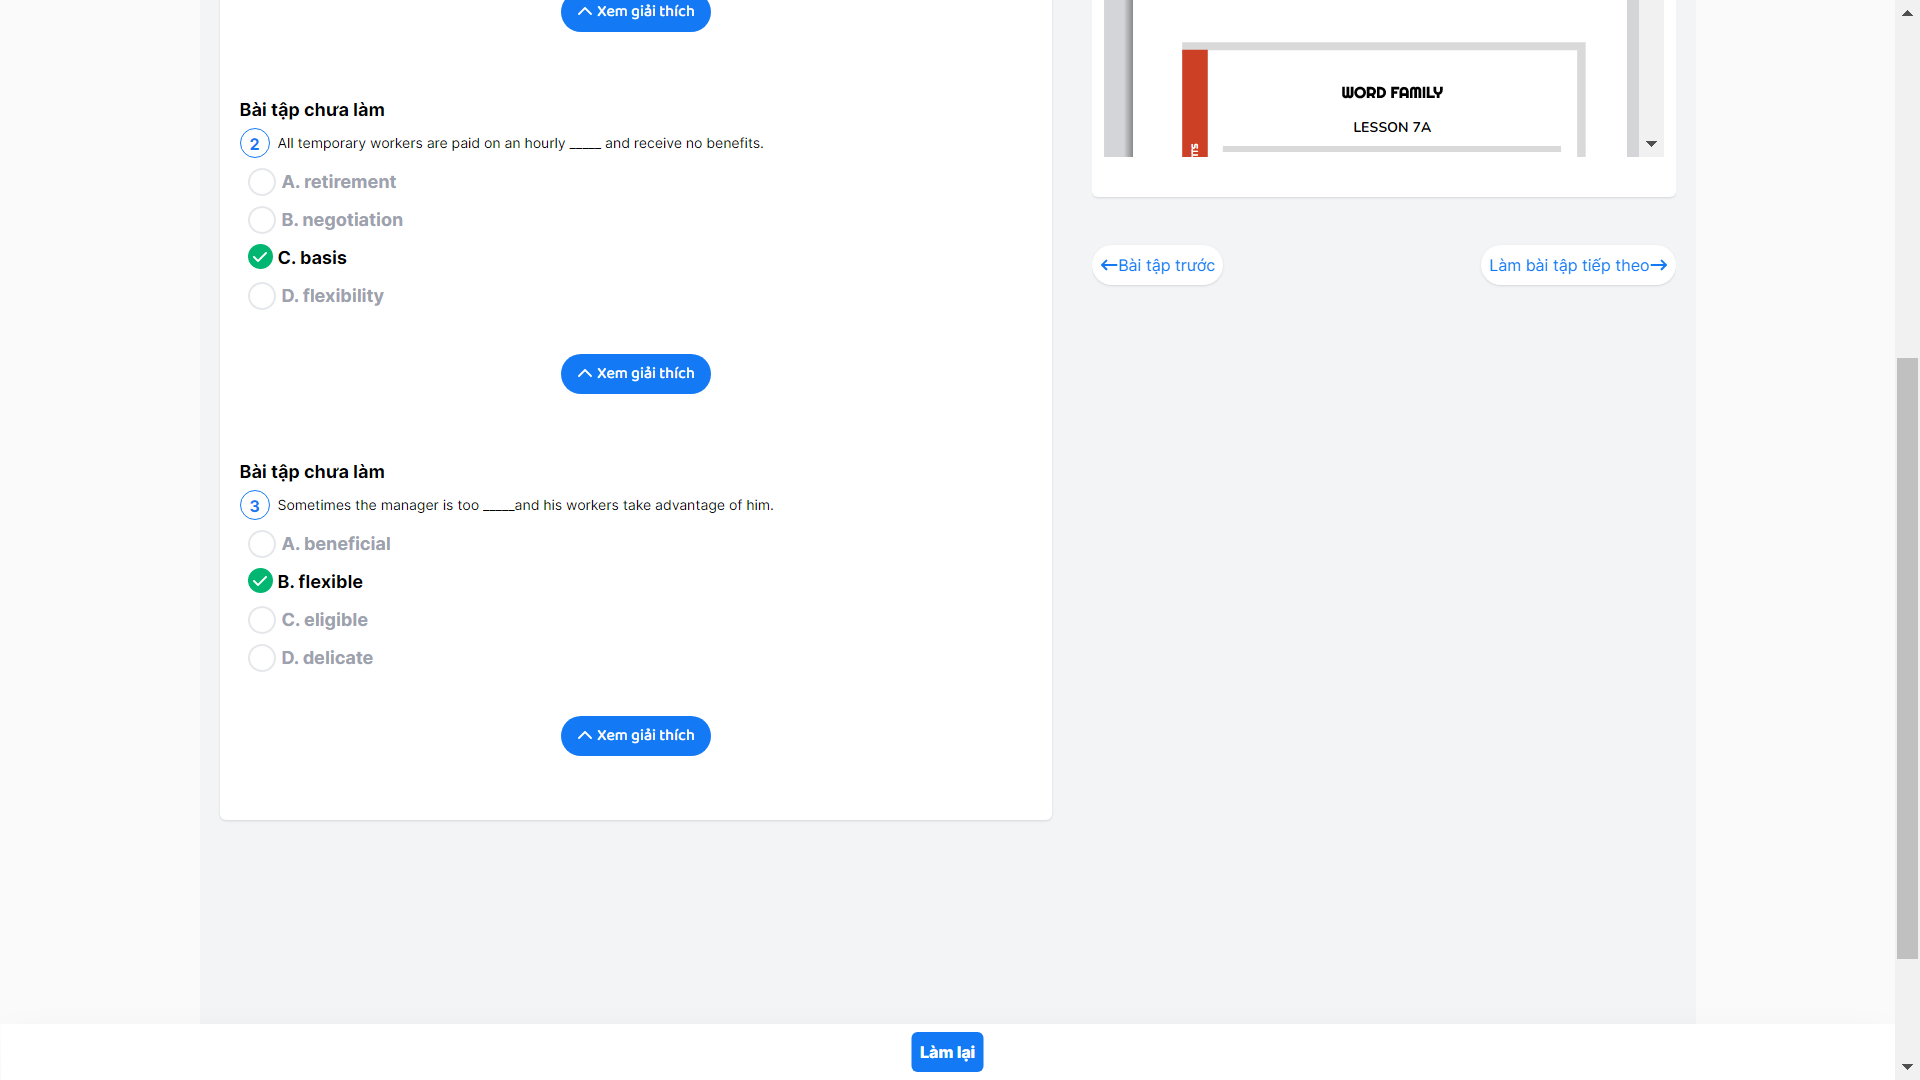 Xem giải thích
Bài tập chưa làm
2 All temporary workers are paid on an hourly _____ and receive no benefits.
A. retirement
B. negotiation
C. basis
D. flexibility
Xem giải thích
Bài tập chưa làm
3 Sometimes the manager is too _____and his workers take advantage of him.
A. beneficial
B. flexible
C. eligible
D. delicate
Xem giải thích
WORD FAMILY
LESSON 7A
Bài tập trước
Làm bài tập tiếp theo
Làm lại